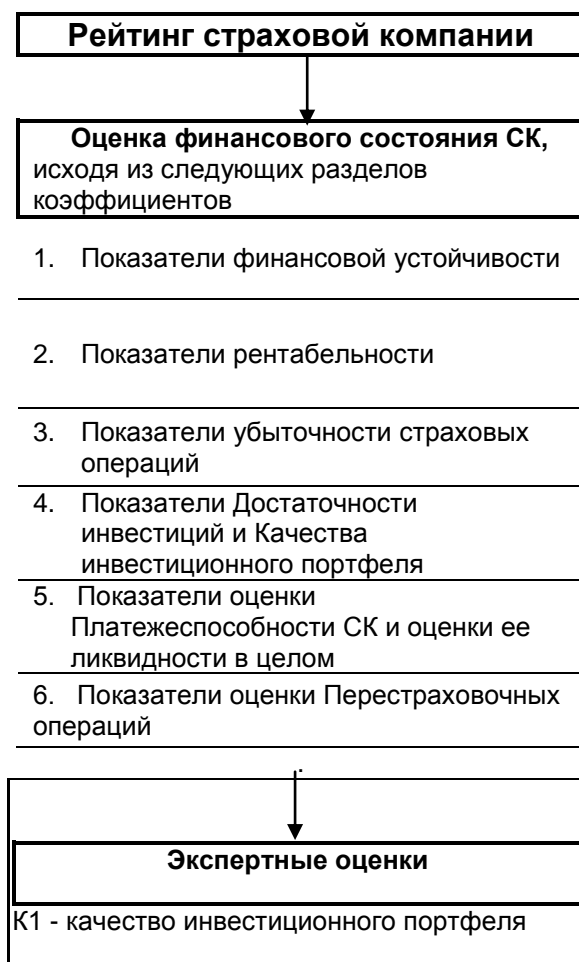 Рейтинг страховой компании
Оценка финансового состояния СК,
исходя из следующих разделов
коэффициентов
1. Показатели финансовой устойчивости
2. Показатели рентабельности
3. Показатели убыточности страховых
операций
4. Показатели Достаточности
инвестиций и Качества
инвестиционного портфеля
5. Показатели оценки
Платежеспособности СК и оценки ее
ликвидности в целом
6. Показатели оценки Перестраховочных
операций
.
Экспертные оценки
К1 - качество инвестиционного портфеля